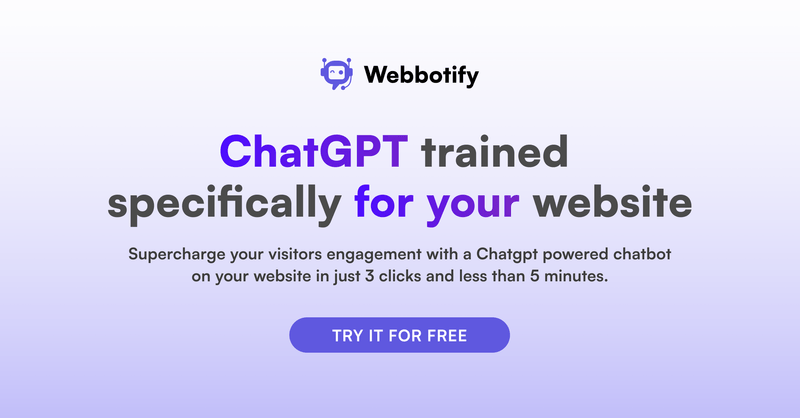 Webbotify
ChatGPT trained
specifically for your website
Supercharge your visitors engagement with a Chatgpt powered chatbot
on your website in just 3 clicks and less than 5 minutes.
TRY IT FOR FREE